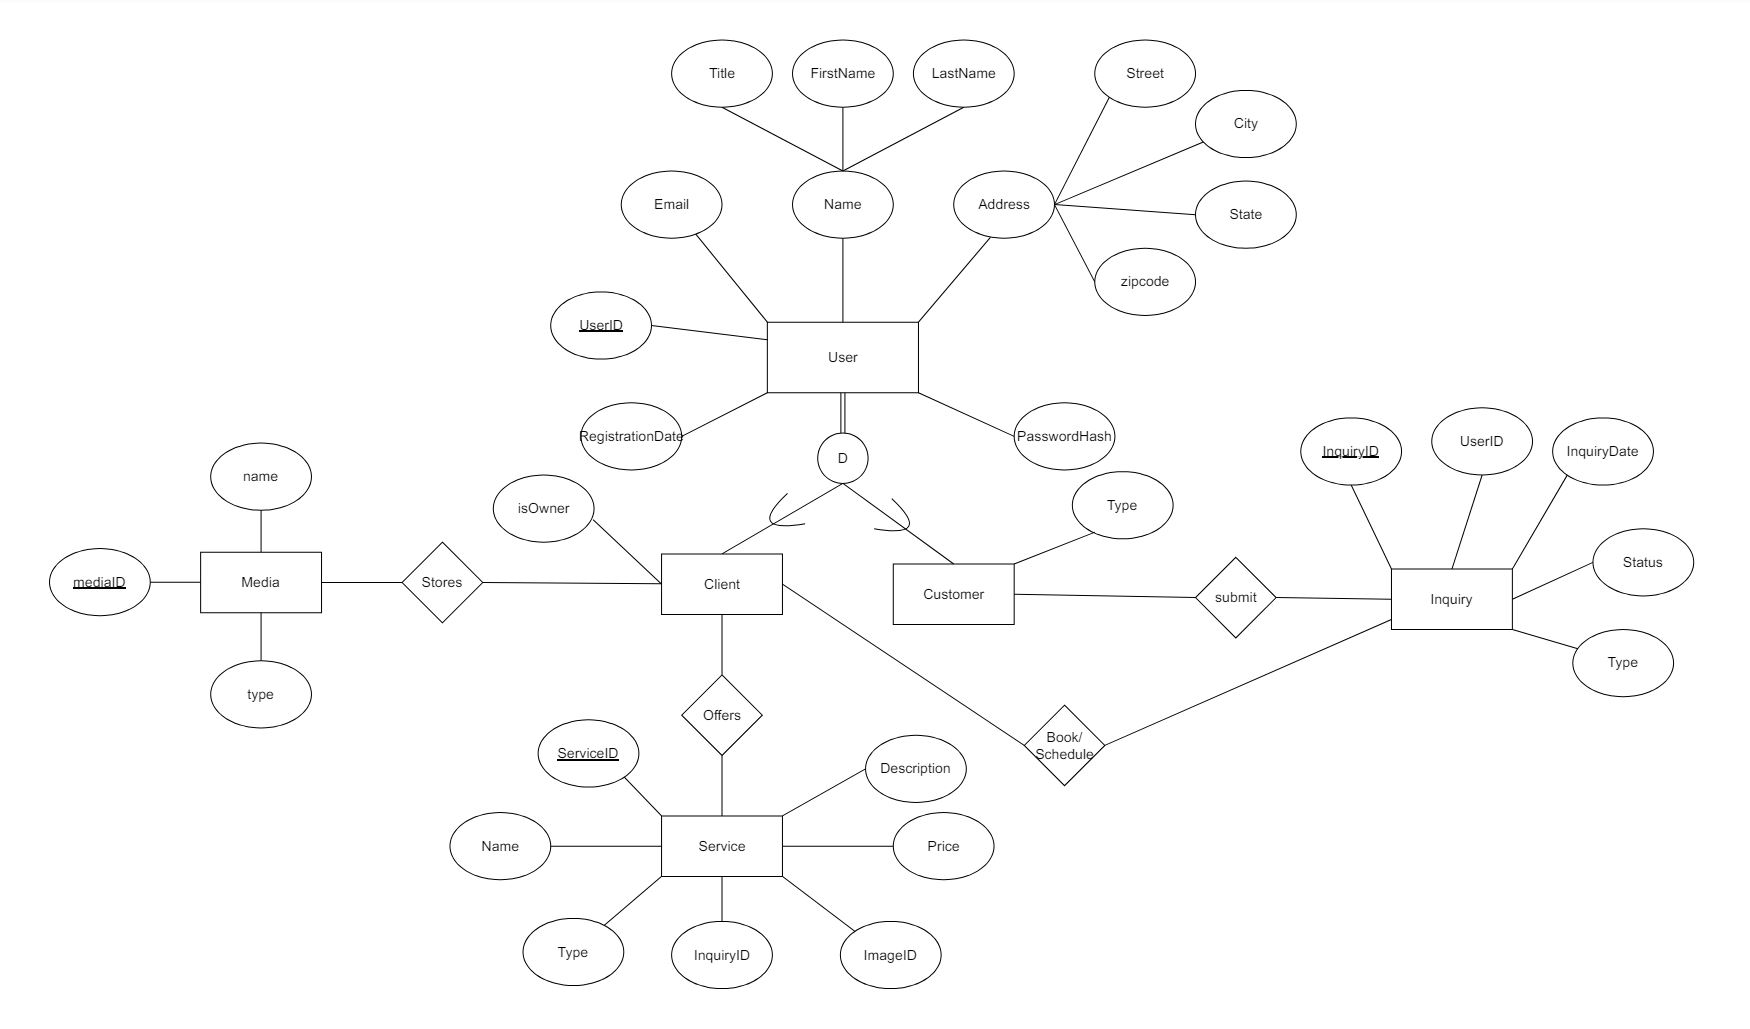 Title
FirstName
LastName
Street
City
Email
Name
Address
State
zipcode
UserID
User
RegistrationDate
PasswordHash
D
InquiryID
UserID
InquiryDate
name
isOwner
Type
mediaID
Media
Stores
Client
Customer
submit
Inquiry
Status
Type
type
Offers
Book/
Schedule
ServiceID
Description
Name
Service
Price
Type
InquiryID
ImageID